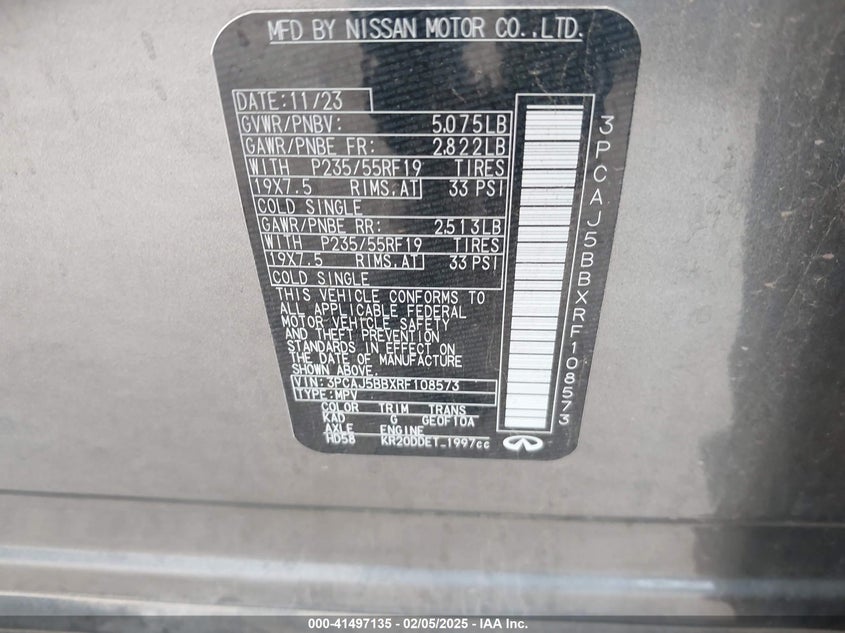 MFD BY NISSAN MOTOR CO.,LTD.
DATE:11/23
GVWR/PNBV: 5,075LB
GAWR/PNBE FR: 2,822LB
WITH P235/55RF19 TIRES
19X7.5 RIMS,AT 33 PSI
COLD SINGLE
GAWR/PNBE RR: 2,513LB
WITH P235/55RF19 TIRES
19X7.5 RIMS,AT 33 PSI
COLD SINGLE
THIS VEHICLE CONFORMS TO
ALL APPLICABLE FEDERAL
MOTOR VEHICLE SAFETY
AND THEFT PREVENTION
STANDARDS IN EFFECT ON
THE DATE OF MANUFACTURE
SHOWN ABOVE.
VIN:3PCAJ5BBXRF108573
TYPE:MPV
COLOR TRIM TRANS
KAD G GE0F10A
AXLE ENGINE
HD58 KR20DDET_1997cc
3PCAJ5BBXRF108573
000-41497135 - 02/05/2025 - IAA Inc.